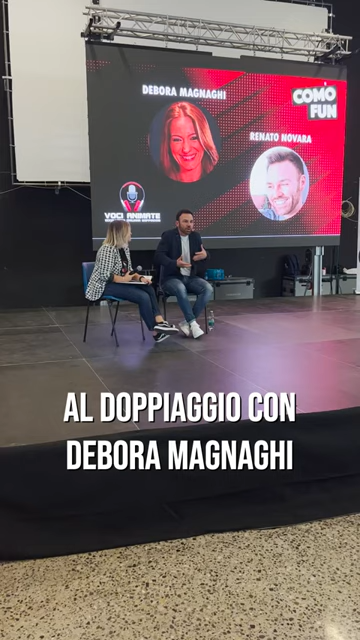 DEBORA MAGNAGHI
COMO
FUN
RENATO NOVARA
VOCI ANIMATE
AL DOPPIAGGIO CON
DEBORA MAGNAGHI